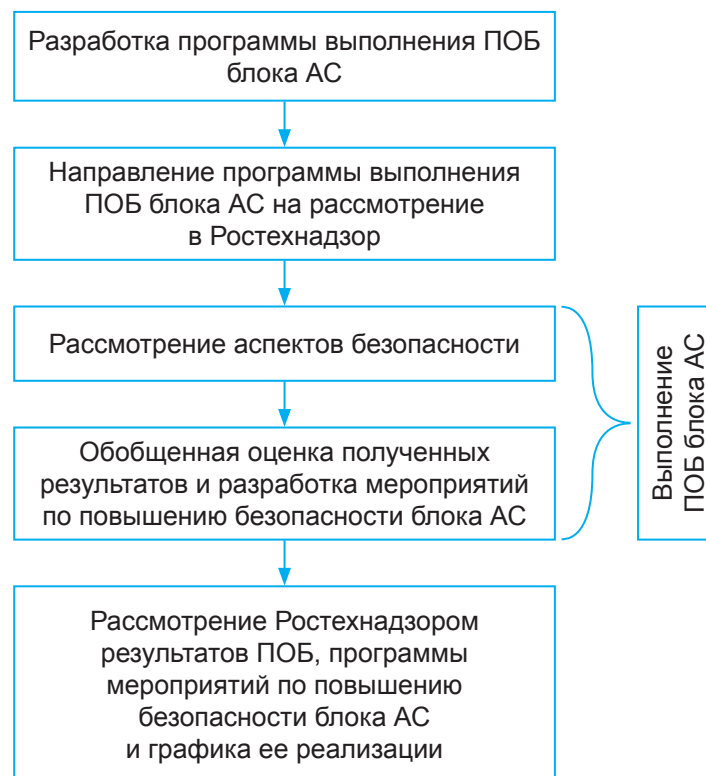 Разработка программы выполнения ПОБ
блока АС
Направление программы выполнения
ПОБ блока АС на рассмотрение
в Ростехнадзор
Рассмотрение аспектов безопасности
Обобщенная оценка полученных
результатов и разработка мероприятий
по повышению безопасности блока АС
Выполнение
ПОБ блока АС
Рассмотрение Ростехнадзором
результатов ПОБ, программы
мероприятий по повышению
безопасности блока АС
и графика ее реализации